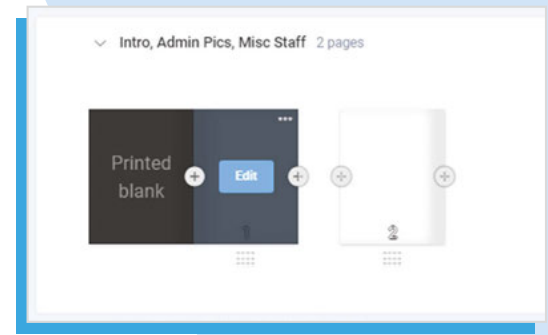 Intro, Admin Pics, Misc Staff 2 pages
Printed
blank
Edit
1
2